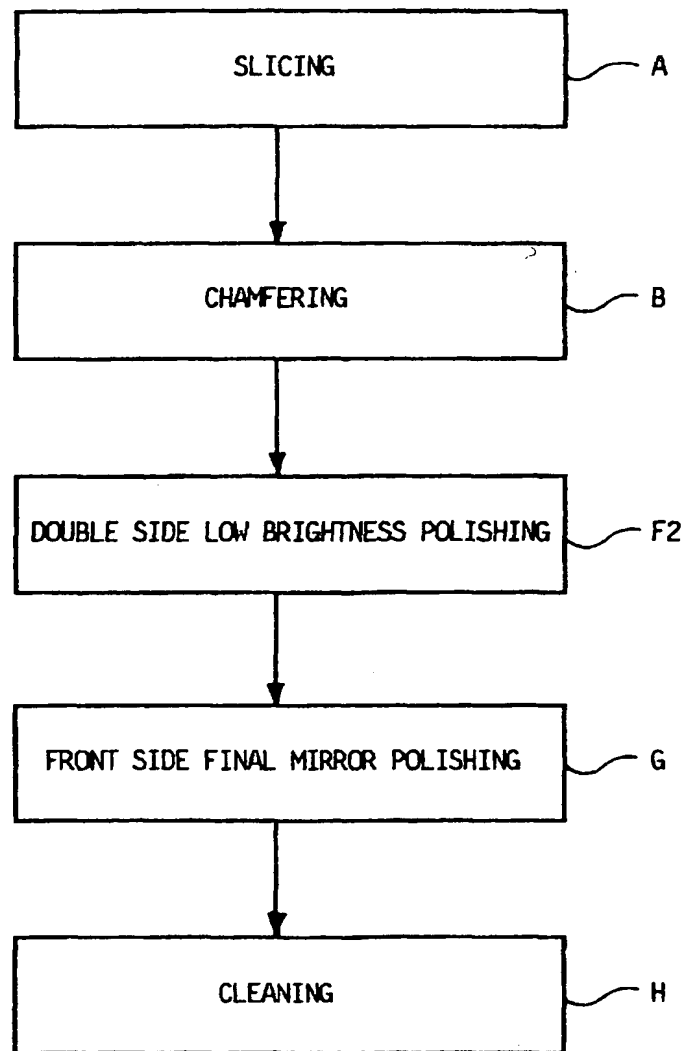 SLICING A
CHAMFERING B
DOUBLE SIDE LOW BRIGHTNESS POLISHING F2
FRONT SIDE FINAL MIRROR POLISHING G
CLEANING H